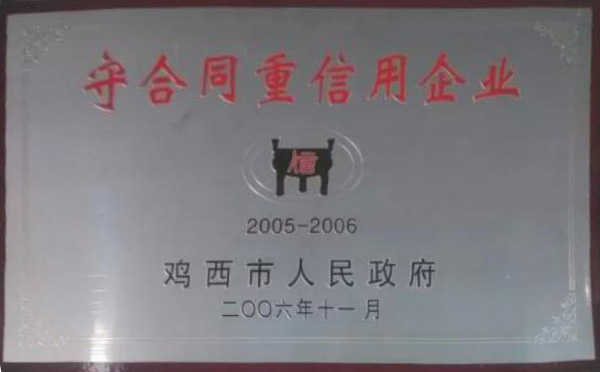 守合同重信用企业
信
2005-2006
鸡西市人民政府
二〇〇六年十一月